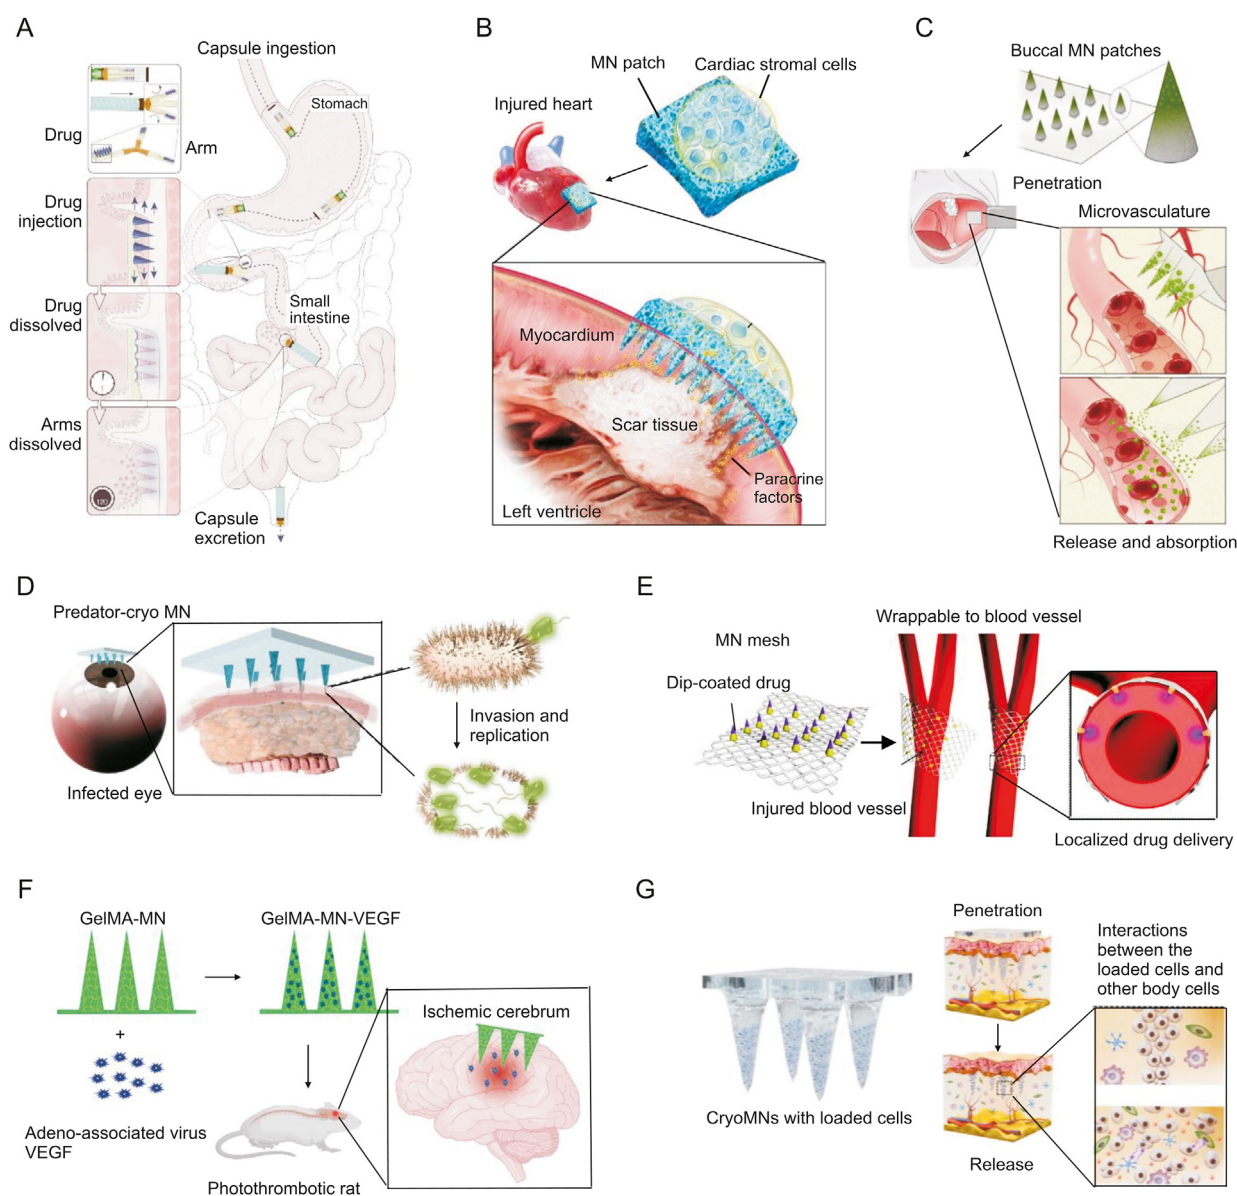 A
Capsule ingestion
Stomach
Drug
Arm
Drug
injection
Drug
dissolved
Small
intestine
Arms
dissolved
120
Capsule
excretion
B
MN patch
Cardiac stromal cells
Injured heart
Myocardium
Scar tissue
Paracrine
factors
Left ventricle
C
Buccal MN patches
Penetration
Microvasculature
Release and absorption
D
Predator-cryo MN
Infected eye
Invasion and
replication
E
Wrappable to blood vessel
MN mesh
Dip-coated drug
Injured blood vessel
Localized drug delivery
F
GelMA-MN
GelMA-MN-VEGF
+
Adeno-associated virus
VEGF
Ischemic cerebrum
Photothrombotic rat
G
Penetration
Interactions
between the
loaded cells and
other body cells
CryoMNs with loaded cells
Release